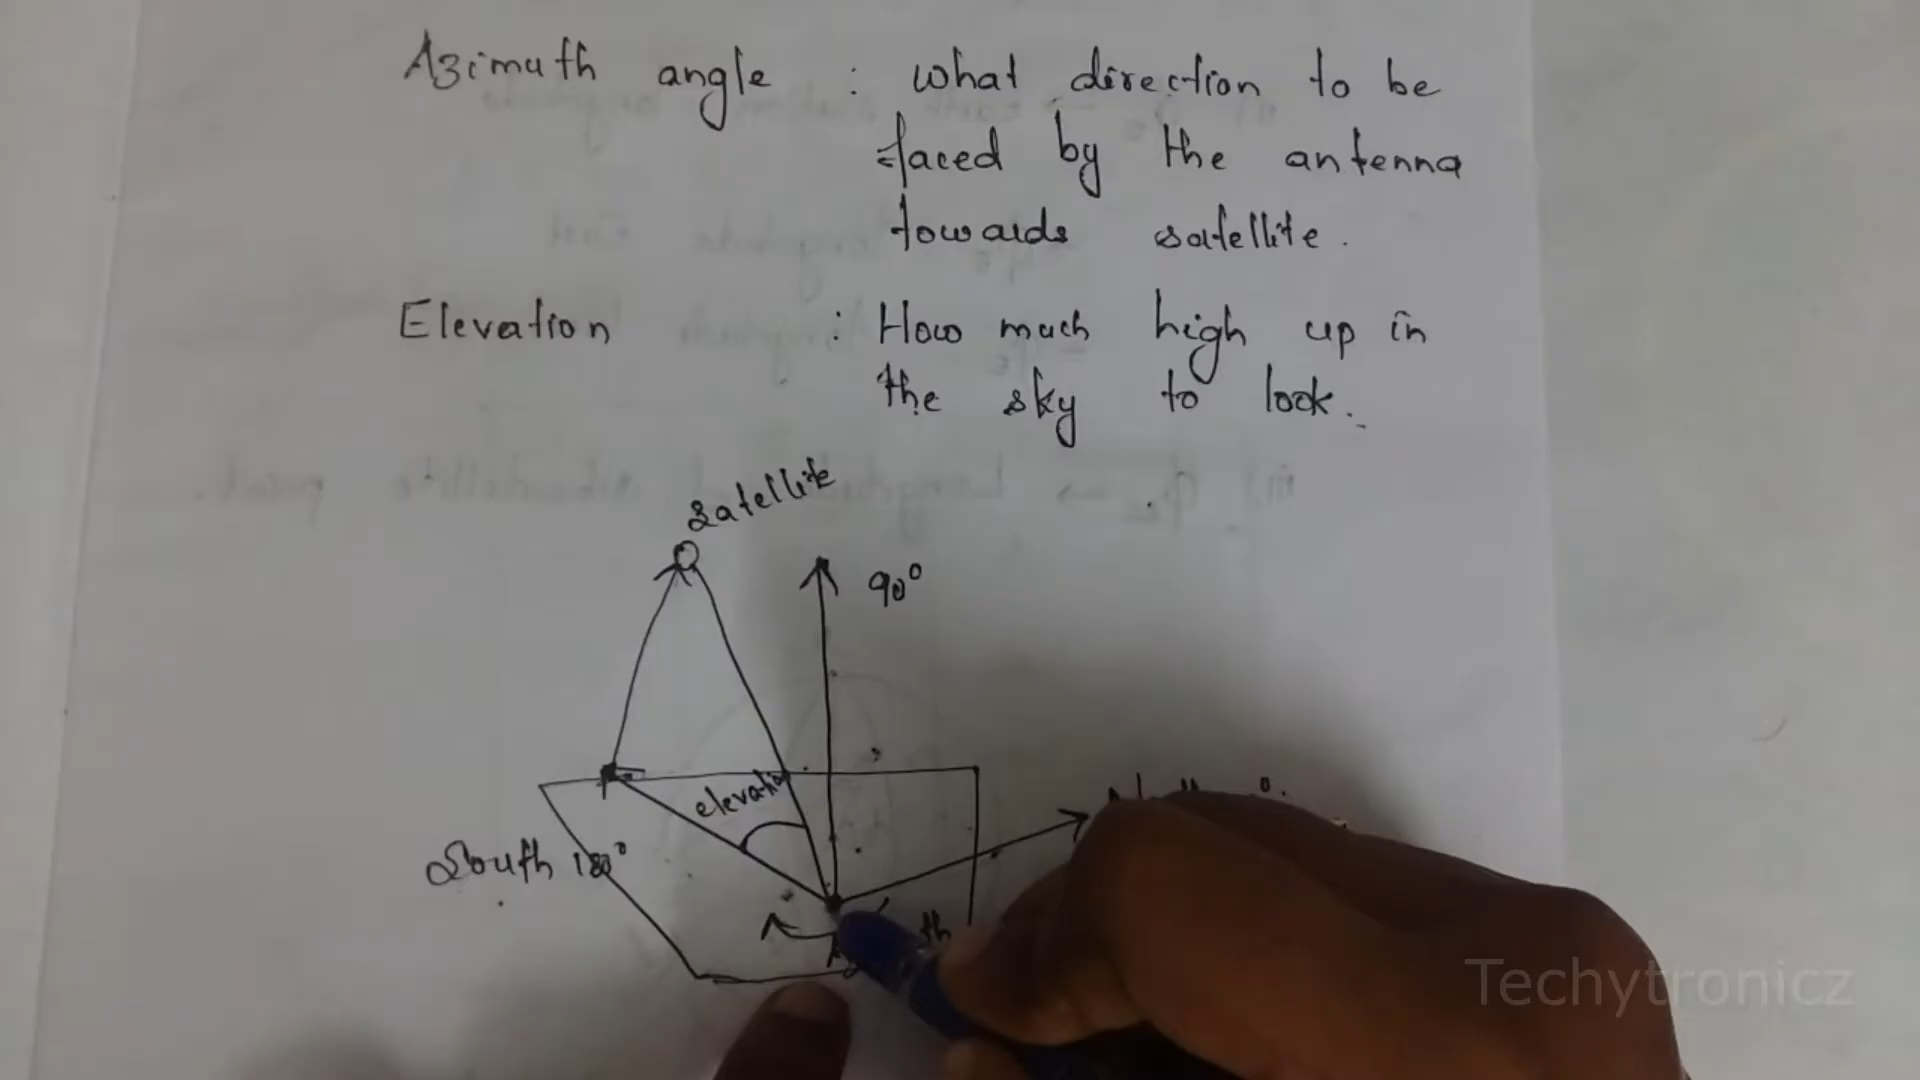 Azimuth angle : what direction to be
faced by the antenna
towards satellite.
Elevation : How much high up in
the sky to look.
satellite
90°
elevatio
South 180°
Techytronicz